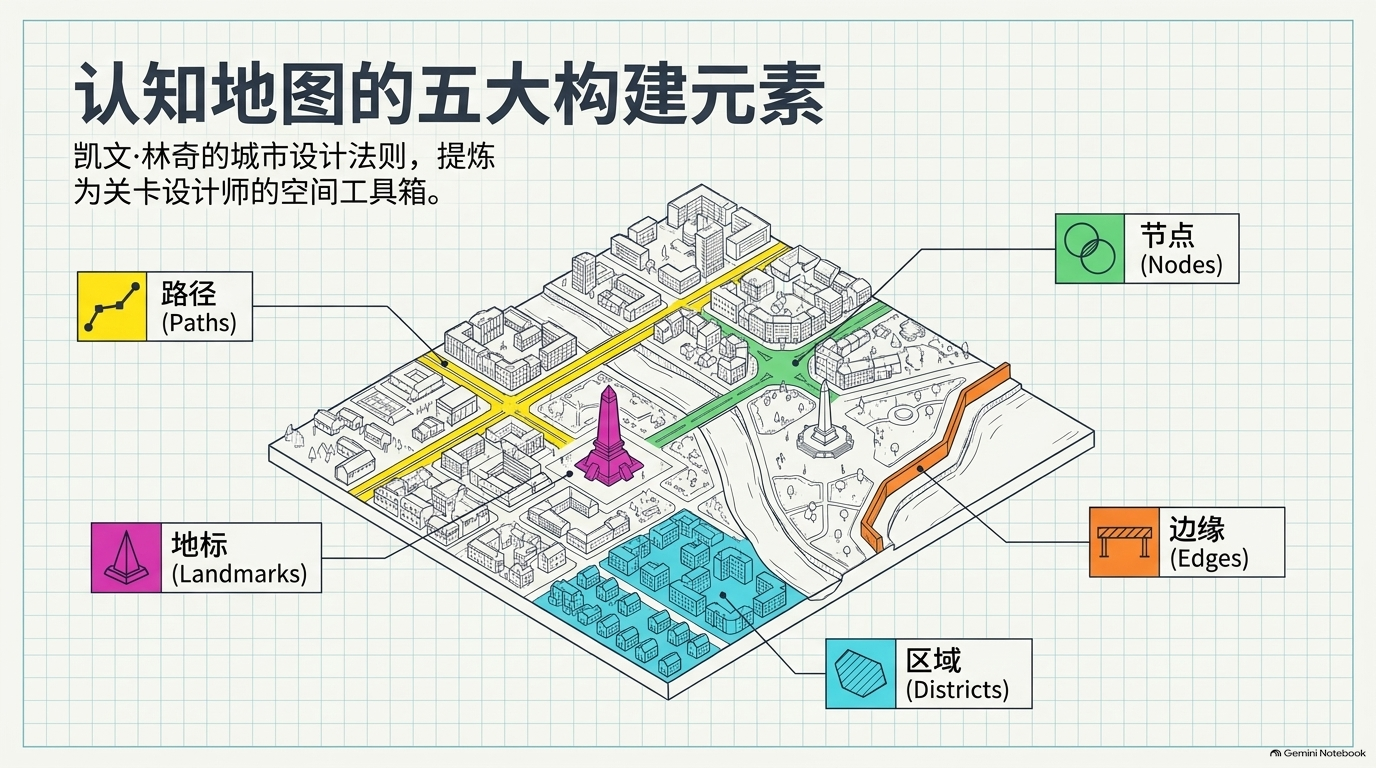 认知地图的五大构建元素
凯文·林奇的城市设计法则，提炼
为关卡设计师的空间工具箱。
节点
(Nodes)
路径
(Paths)
地标
(Landmarks)
边缘
(Edges)
区域
(Districts)
Gemini Notebook